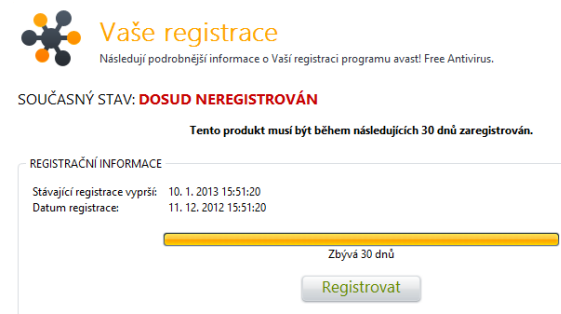 Vaše registrace
Následují podrobnější informace o Vaší registraci programu avast! Free Antivirus.
SOUČASNÝ STAV: DOSUD NEREGISTROVÁN
Tento produkt musí být během následujících 30 dnů zaregistrován.
REGISTRAČNÍ INFORMACE
Stávající registrace vyprší: 10. 1. 2013 15:51:20
Datum registrace: 11. 12. 2012 15:51:20
Zbývá 30 dnů
Registrovat